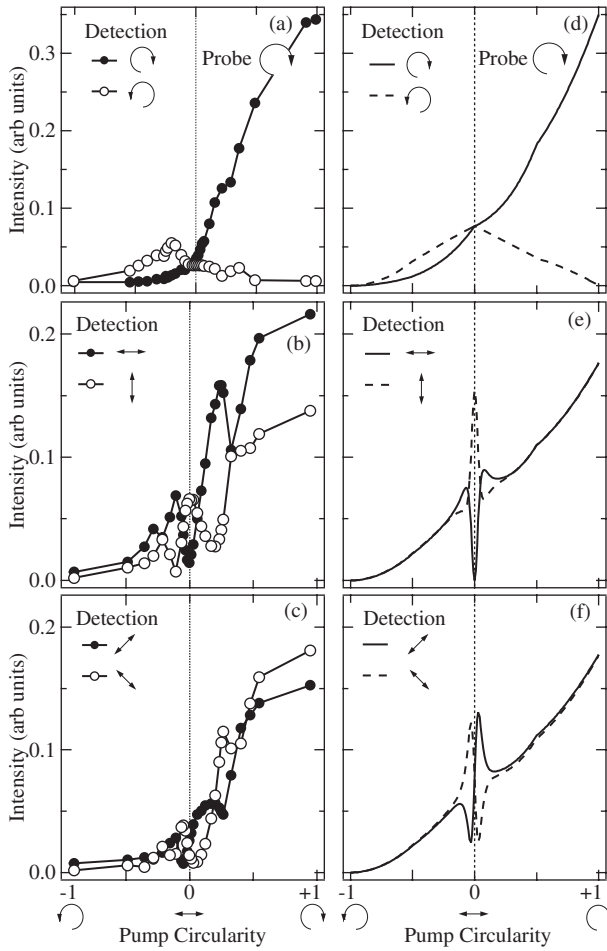 (a)
Detection
Probe
0.3
0.2
0.1
0.0
Intensity (arb units)
(d)
Detection
Probe
(b)
Detection
0.2
0.1
0.0
Intensity (arb units)
(e)
Detection
(c)
Detection
0.2
0.1
0.0
Intensity (arb units)
-1 0 +1
Pump Circularity
(f)
Detection
-1 0 +1
Pump Circularity